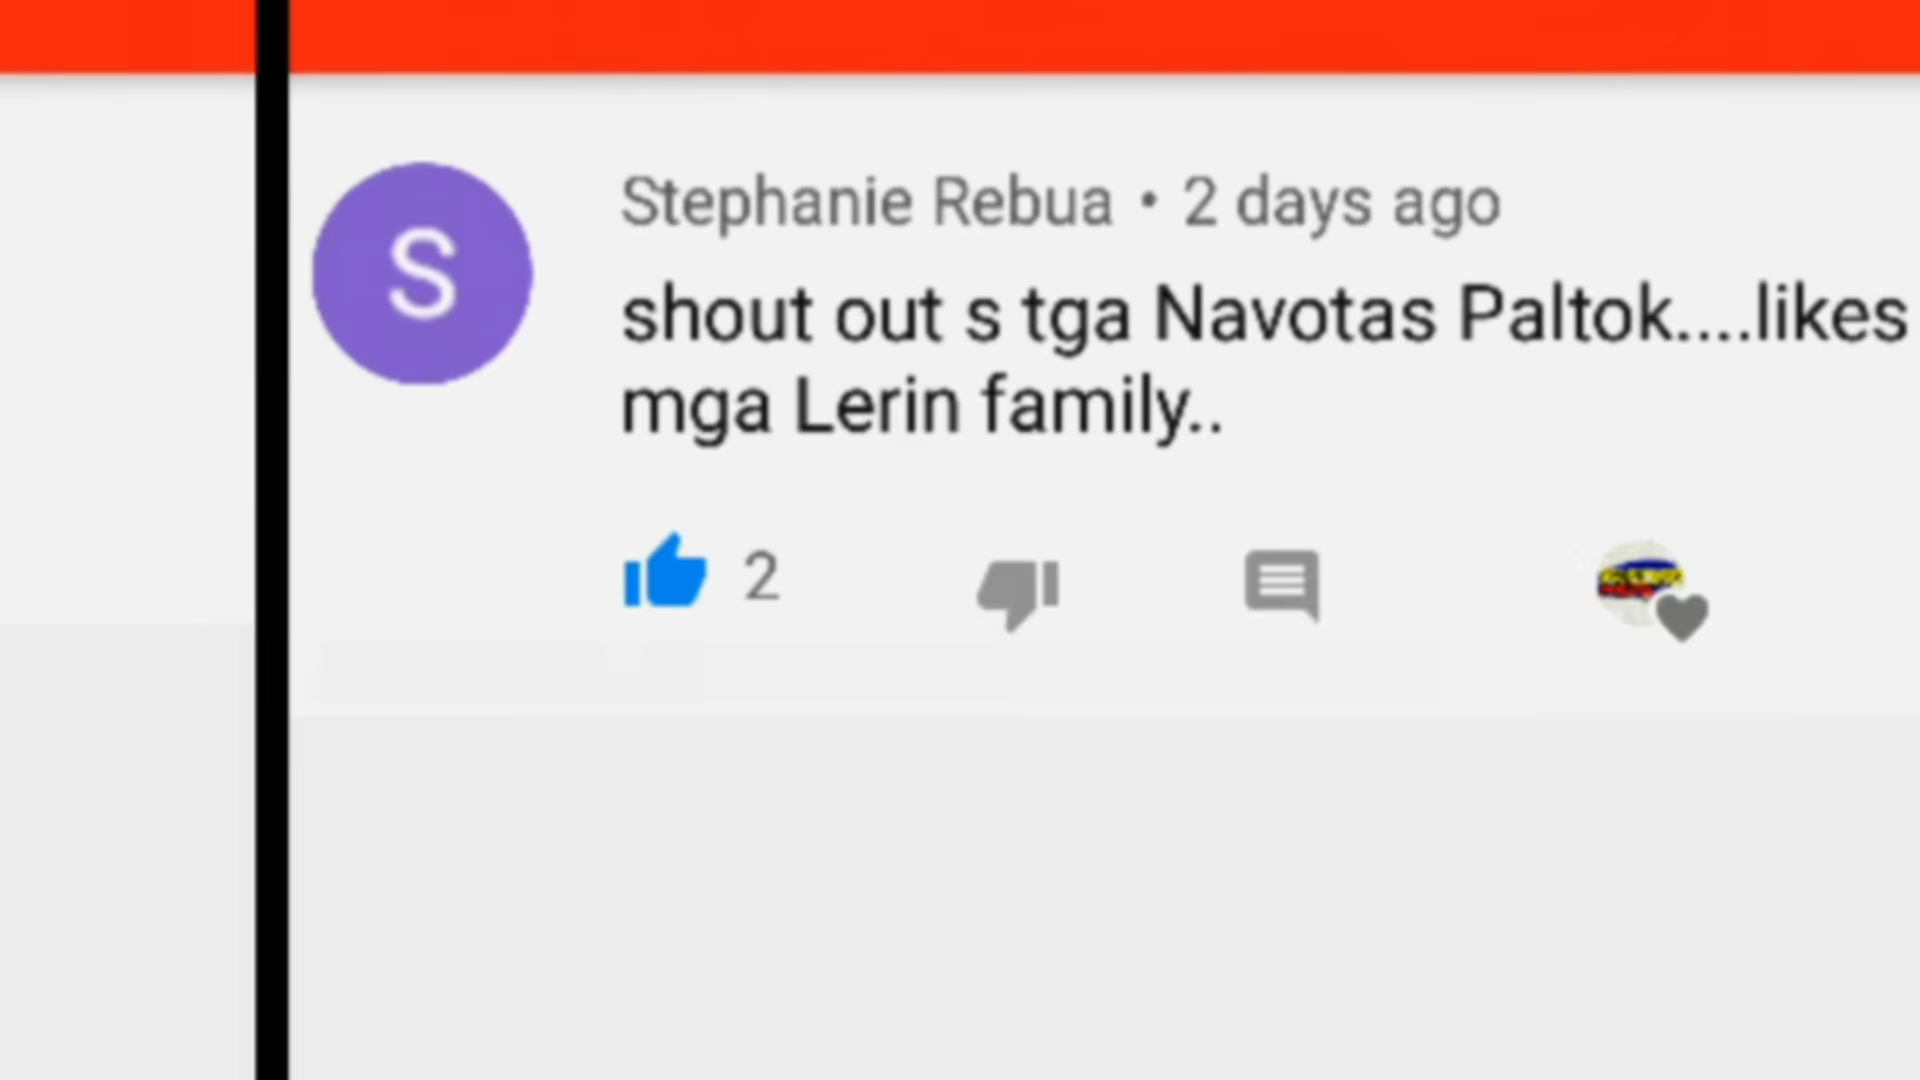 S
Stephanie Rebua • 2 days ago
shout out s tga Navotas Paltok....likes
mga Lerin family..
2